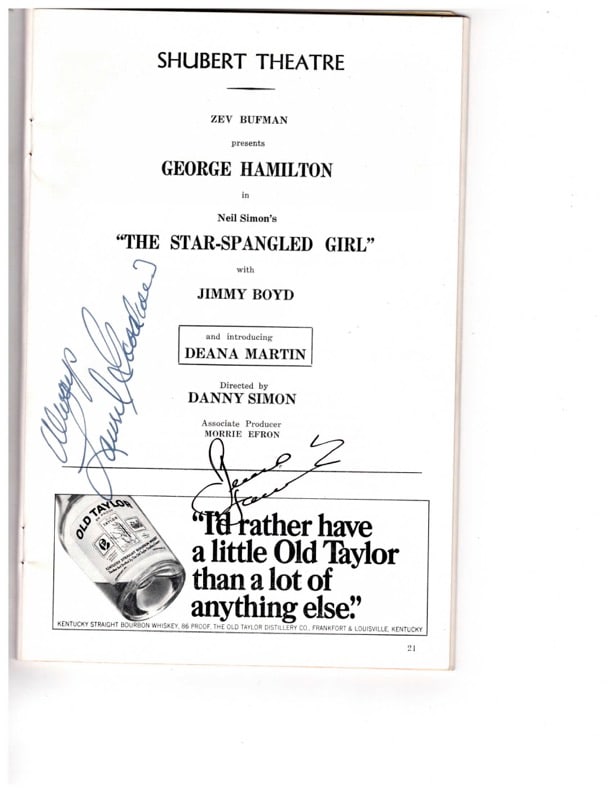 SHUBERT THEATRE
ZEV BUFMAN
presents
GEORGE HAMILTON
in
Neil Simon's
“THE STAR-SPANGLED GIRL”
with
JIMMY BOYD
and introducing
DEANA MARTIN
Directed by
DANNY SIMON
Associate Producer
MORRIE EFRON
Always
OLD TAYLOR
“I'd rather have
a little Old Taylor
than a lot of
anything else.”
KENTUCKY STRAIGHT BOURBON WHISKEY. 86 PROOF. THE OLD TAYLOR DISTILLERY CO., FRANKFORT & LOUISVILLE, KENTUCKY
21